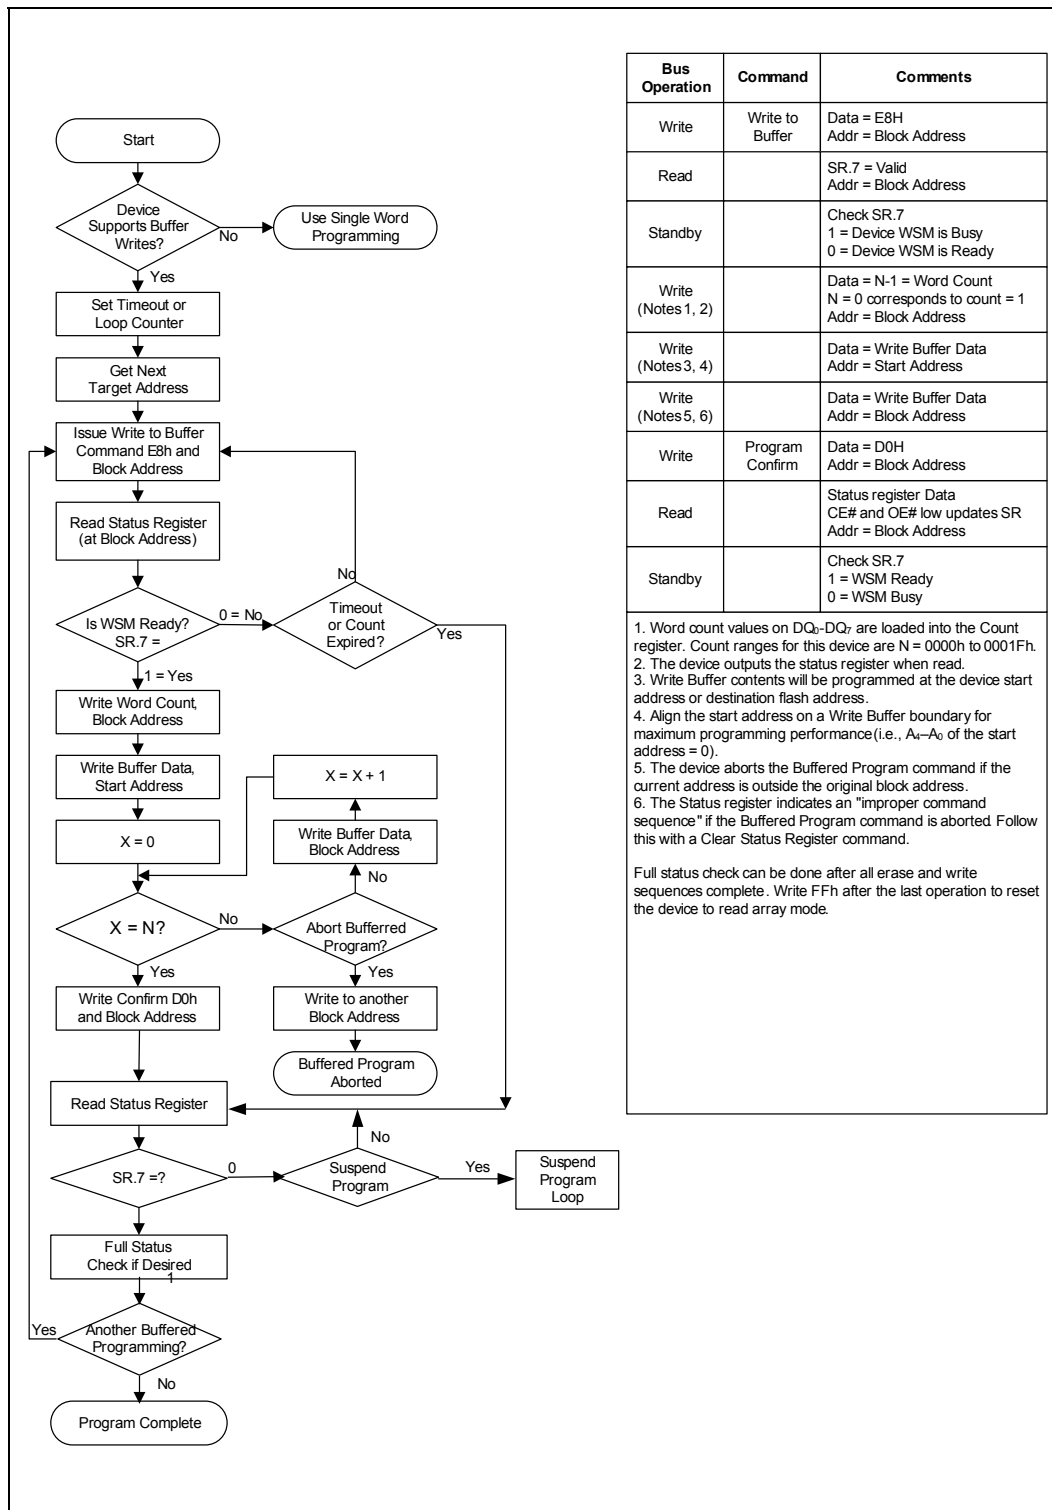 Start
Device
Supports Buffer
Writes?
No
Use Single Word
Programming
Yes
Set Timeout or
Loop Counter
Get Next
Target Address
Issue Write to Buffer
Command E8h and
Block Address
Read Status Register
(at Block Address)
No
Is WSM Ready?
SR.7 =
0 = No
Timeout
or Count
Expired?
Yes
1 = Yes
Write Word Count,
Block Address
Write Buffer Data,
Start Address
X = X + 1
X = 0
Write Buffer Data,
Block Address
No
X = N?
No
Abort Bufferred
Program?
Yes
Yes
Write Confirm D0h
and Block Address
Write to another
Block Address
Buffered Program
Aborted
Read Status Register
No
SR.7 =?
0
Suspend
Program
Yes
Suspend
Program
Loop
Full Status
Check if Desired
1
Yes
Another Buffered
Programming?
No
Program Complete
Bus
Operation
Command
Comments
Write
Write to
Buffer
Data = E8H
Addr = Block Address
Read
SR.7 = Valid
Addr = Block Address
Standby
Check SR.7
1 = Device WSM is Busy
0 = Device WSM is Ready
Write
(Notes 1, 2)
Data = N-1 = Word Count
N = 0 corresponds to count = 1
Addr = Block Address
Write
(Notes 3, 4)
Data = Write Buffer Data
Addr = Start Address
Write
(Notes 5, 6)
Data = Write Buffer Data
Addr = Block Address
Write
Program
Confirm
Data = D0H
Addr = Block Address
Read
Status register Data
CE# and OE# low updates SR
Addr = Block Address
Standby
Check SR.7
1 = WSM Ready
0 = WSM Busy
1. Word count values on DQ₀-DQ₇ are loaded into the Count
register. Count ranges for this device are N = 0000h to 0001Fh.
2. The device outputs the status register when read.
3. Write Buffer contents will be programmed at the device start
address or destination flash address.
4. Align the start address on a Write Buffer boundary for
maximum programming performance (i.e., A₄–A₀ of the start
address = 0).
5. The device aborts the Buffered Program command if the
current address is outside the original block address.
6. The Status register indicates an "improper command
sequence" if the Buffered Program command is aborted. Follow
this with a Clear Status Register command.
Full status check can be done after all erase and write
sequences complete. Write FFh after the last operation to reset
the device to read array mode.